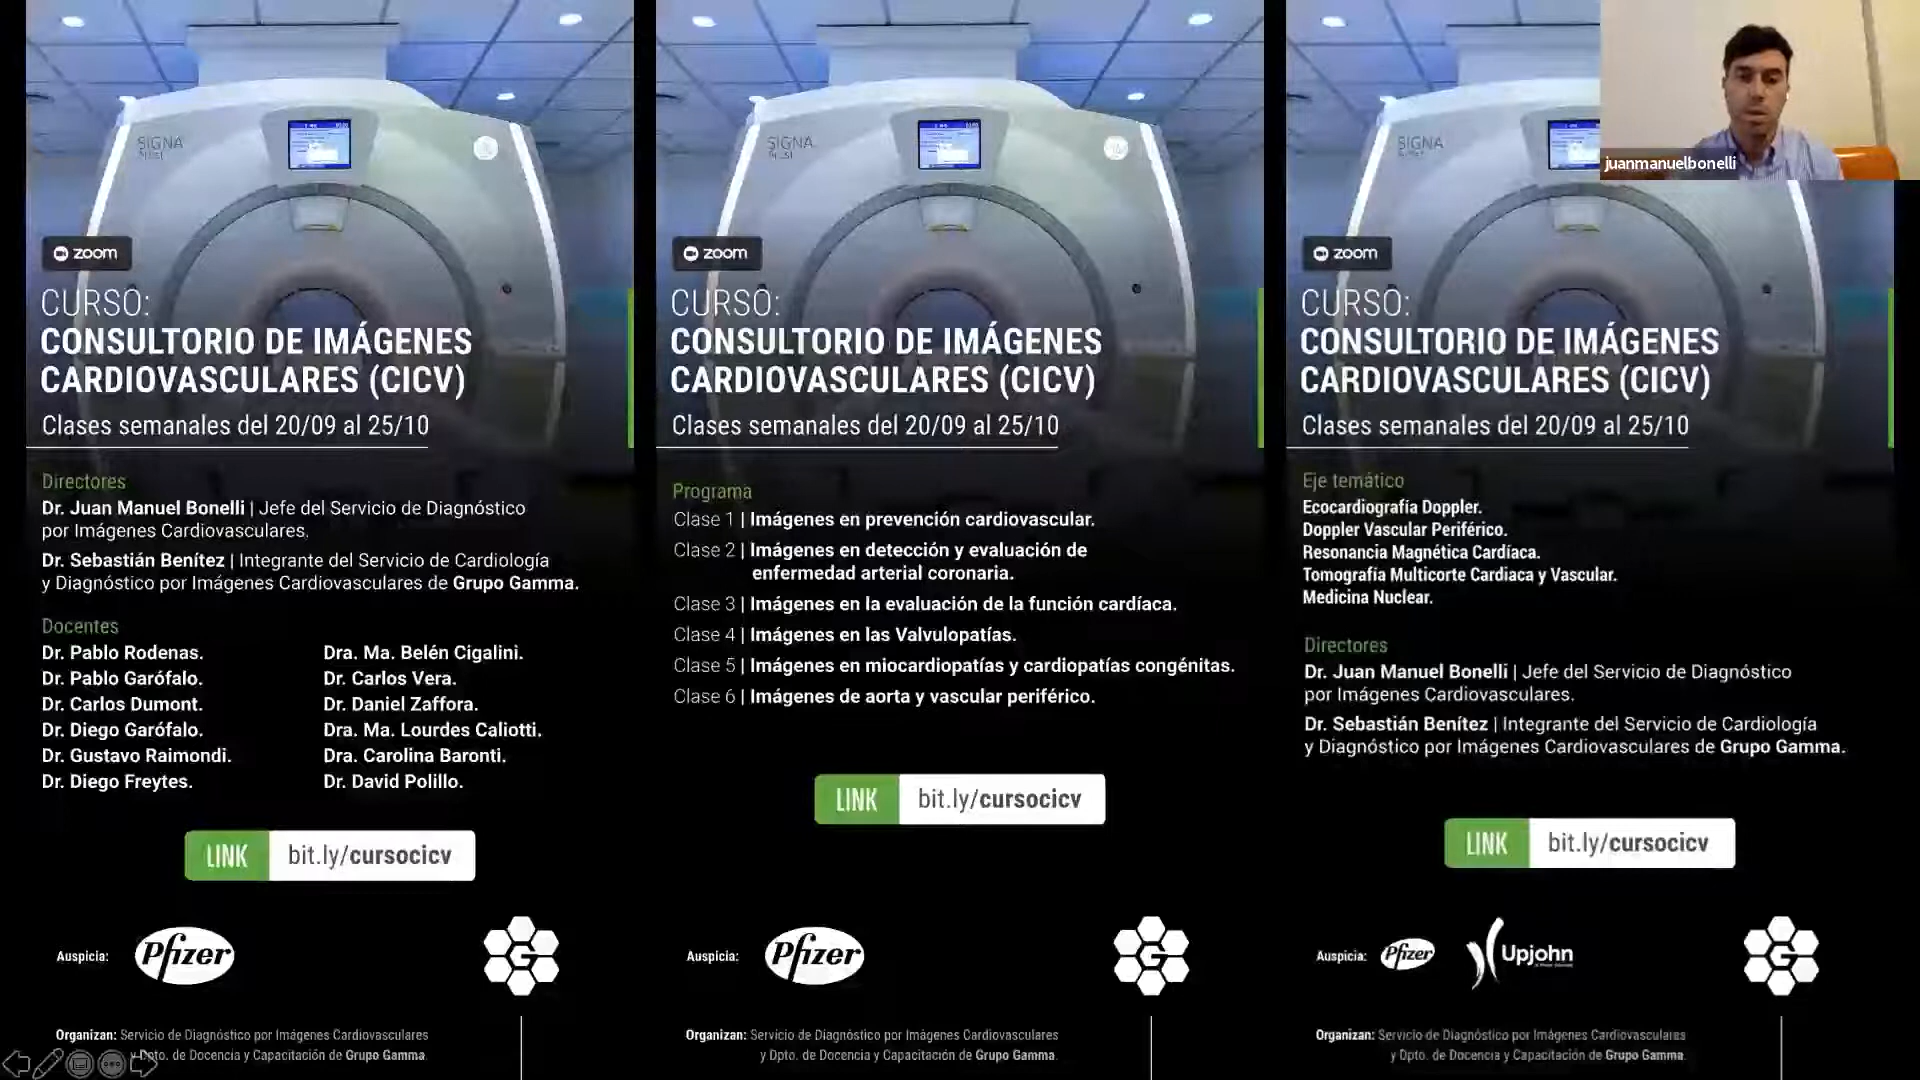 SIGNA
zoom
CURSO:
CONSULTORIO DE IMÁGENES
CARDIOVASCULARES (CICV)
Clases semanales del 20/09 al 25/10
Directores
Dr. Juan Manuel Bonelli | Jefe del Servicio de Diagnóstico
por Imágenes Cardiovasculares.
Dr. Sebastián Benítez | Integrante del Servicio de Cardiología
y Diagnóstico por Imágenes Cardiovasculares de Grupo Gamma.
Docentes
Dr. Pablo Rodenas.
Dr. Pablo Garófalo.
Dr. Carlos Dumont.
Dr. Diego Garófalo.
Dr. Gustavo Raimondi.
Dr. Diego Freytes.
Dra. Ma. Belén Cigalini.
Dr. Carlos Vera.
Dr. Daniel Zaffora.
Dra. Ma. Lourdes Caliotti.
Dra. Carolina Baronti.
Dr. David Polillo.
LINK bit.ly/cursocicv
Auspicia: Pfizer
G
Organizan: Servicio de Diagnóstico por Imágenes Cardiovasculares
y Dpto. de Docencia y Capacitación de Grupo Gamma.
SIGNA
zoom
CURSO:
CONSULTORIO DE IMÁGENES
CARDIOVASCULARES (CICV)
Clases semanales del 20/09 al 25/10
Programa
Clase 1 | Imágenes en prevención cardiovascular.
Clase 2 | Imágenes en detección y evaluación de
enfermedad arterial coronaria.
Clase 3 | Imágenes en la evaluación de la función cardíaca.
Clase 4 | Imágenes en las Valvulopatías.
Clase 5 | Imágenes en miocardiopatías y cardiopatías congénitas.
Clase 6 | Imágenes de aorta y vascular periférico.
LINK bit.ly/cursocicv
Auspicia: Pfizer
G
Organizan: Servicio de Diagnóstico por Imágenes Cardiovasculares
y Dpto. de Docencia y Capacitación de Grupo Gamma.
SIGNA
juanmanuelbonelli
zoom
CURSO:
CONSULTORIO DE IMÁGENES
CARDIOVASCULARES (CICV)
Clases semanales del 20/09 al 25/10
Eje temático
Ecocardiografía Doppler.
Doppler Vascular Periférico.
Resonancia Magnética Cardíaca.
Tomografía Multicorte Cardiaca y Vascular.
Medicina Nuclear.
Directores
Dr. Juan Manuel Bonelli | Jefe del Servicio de Diagnóstico
por Imágenes Cardiovasculares.
Dr. Sebastián Benítez | Integrante del Servicio de Cardiología
y Diagnóstico por Imágenes Cardiovasculares de Grupo Gamma.
LINK bit.ly/cursocicv
Auspicia: Pfizer Upjohn
G
Organizan: Servicio de Diagnóstico por Imágenes Cardiovasculares
y Dpto. de Docencia y Capacitación de Grupo Gamma.